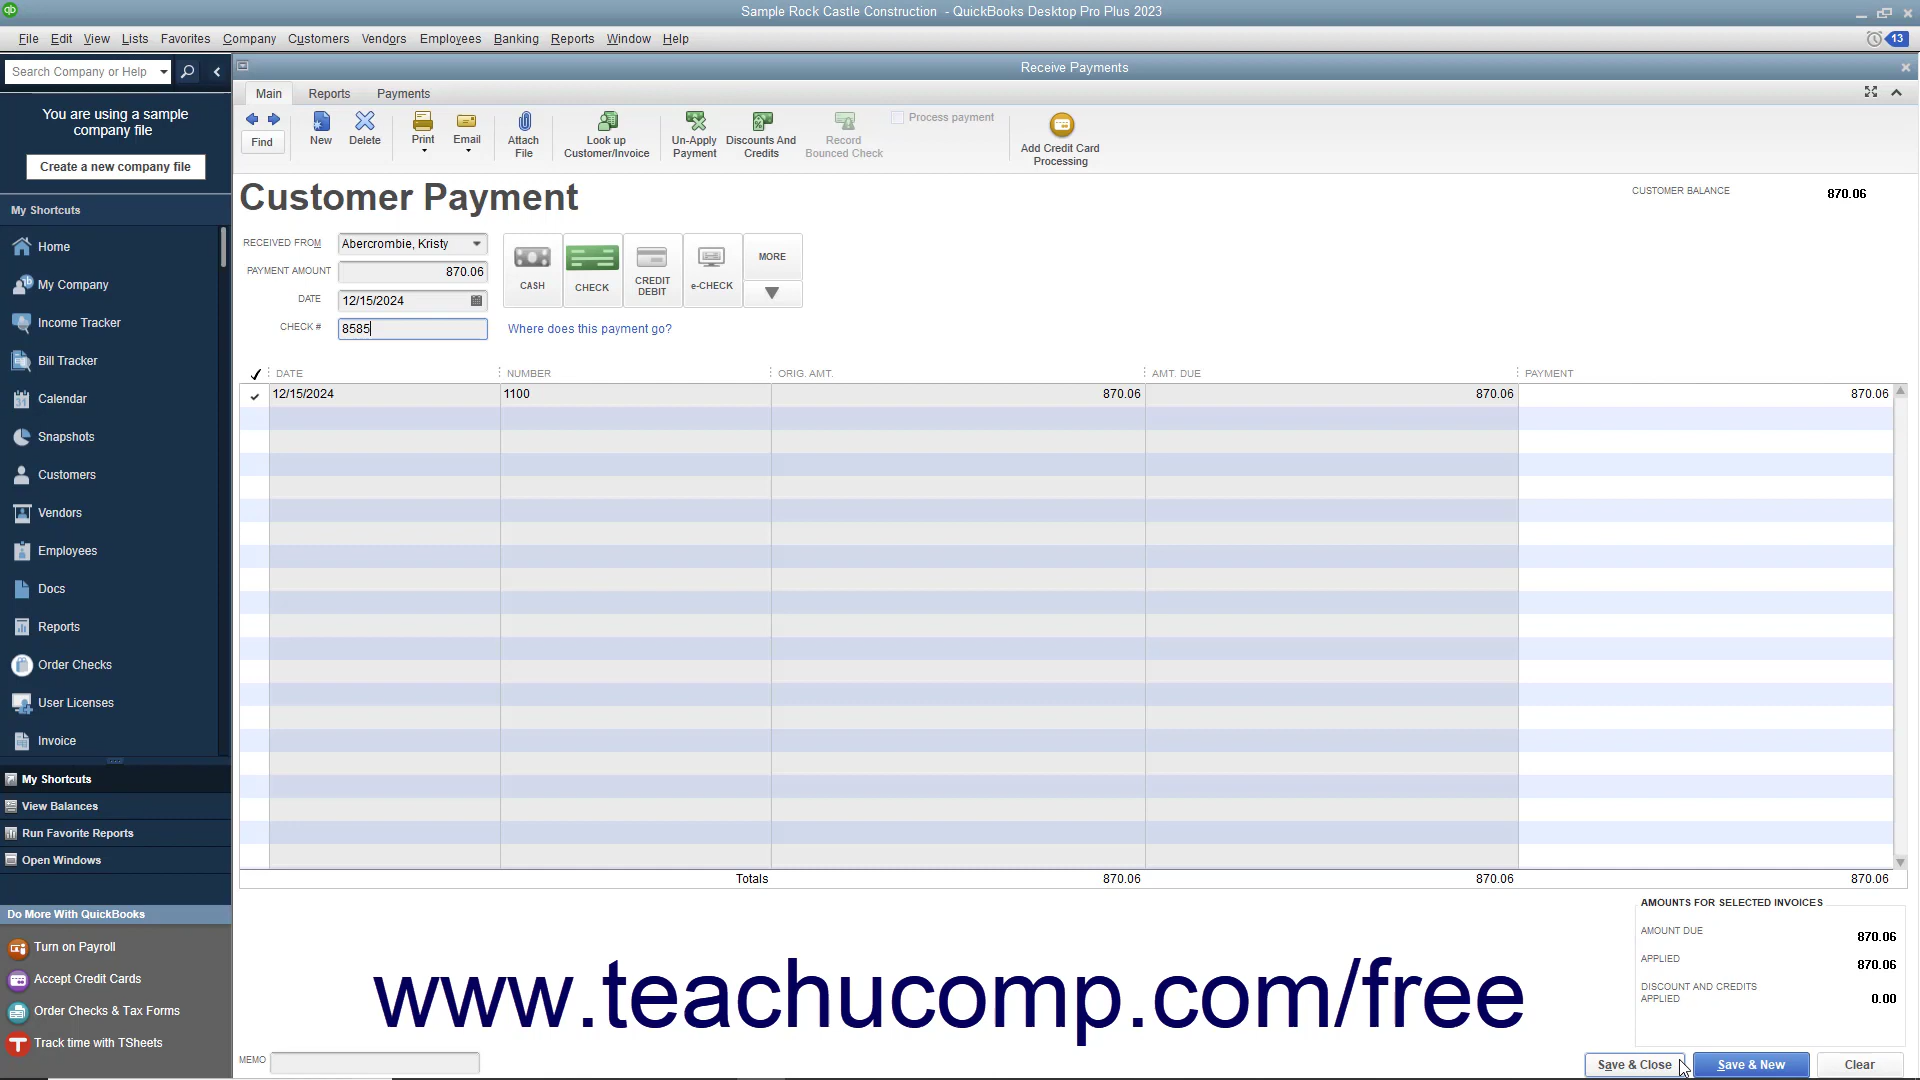 Sample Rock Castle Construction - QuickBooks Desktop Pro Plus 2023
File Edit View Lists Favorites Company Customers Vendors Employees Banking Reports Window Help
13
Search Company or Help
Receive Payments
You are using a sample
company file
Create a new company file
My Shortcuts
Home
My Company
Income Tracker
Bill Tracker
Calendar
Snapshots
Customers
Vendors
Employees
Docs
Reports
Order Checks
User Licenses
Invoice
My Shortcuts
View Balances
Run Favorite Reports
Open Windows
Do More With QuickBooks
Turn on Payroll
Accept Credit Cards
Order Checks & Tax Forms
Track time with TSheets
Main Reports Payments
Find
New
Delete
Print
Email
Attach
File
Look up
Customer/Invoice
Un-Apply
Payment
Discounts And
Credits
Record
Bounced Check
Process payment
Add Credit Card
Processing
Customer Payment
CUSTOMER BALANCE 870.06
RECEIVED FROM Abercrombie, Kristy
PAYMENT AMOUNT 870.06
DATE 12/15/2024
CHECK # 8585
CASH
CHECK
CREDIT
DEBIT
e-CHECK
MORE
Where does this payment go?
DATE NUMBER ORIG. AMT. AMT. DUE PAYMENT
12/15/2024 1100 870.06 870.06 870.06
Totals 870.06 870.06 870.06
AMOUNTS FOR SELECTED INVOICES
AMOUNT DUE 870.06
APPLIED 870.06
DISCOUNT AND CREDITS
APPLIED 0.00
www.teachucomp.com/free
MEMO
Save & Close Save & New Clear